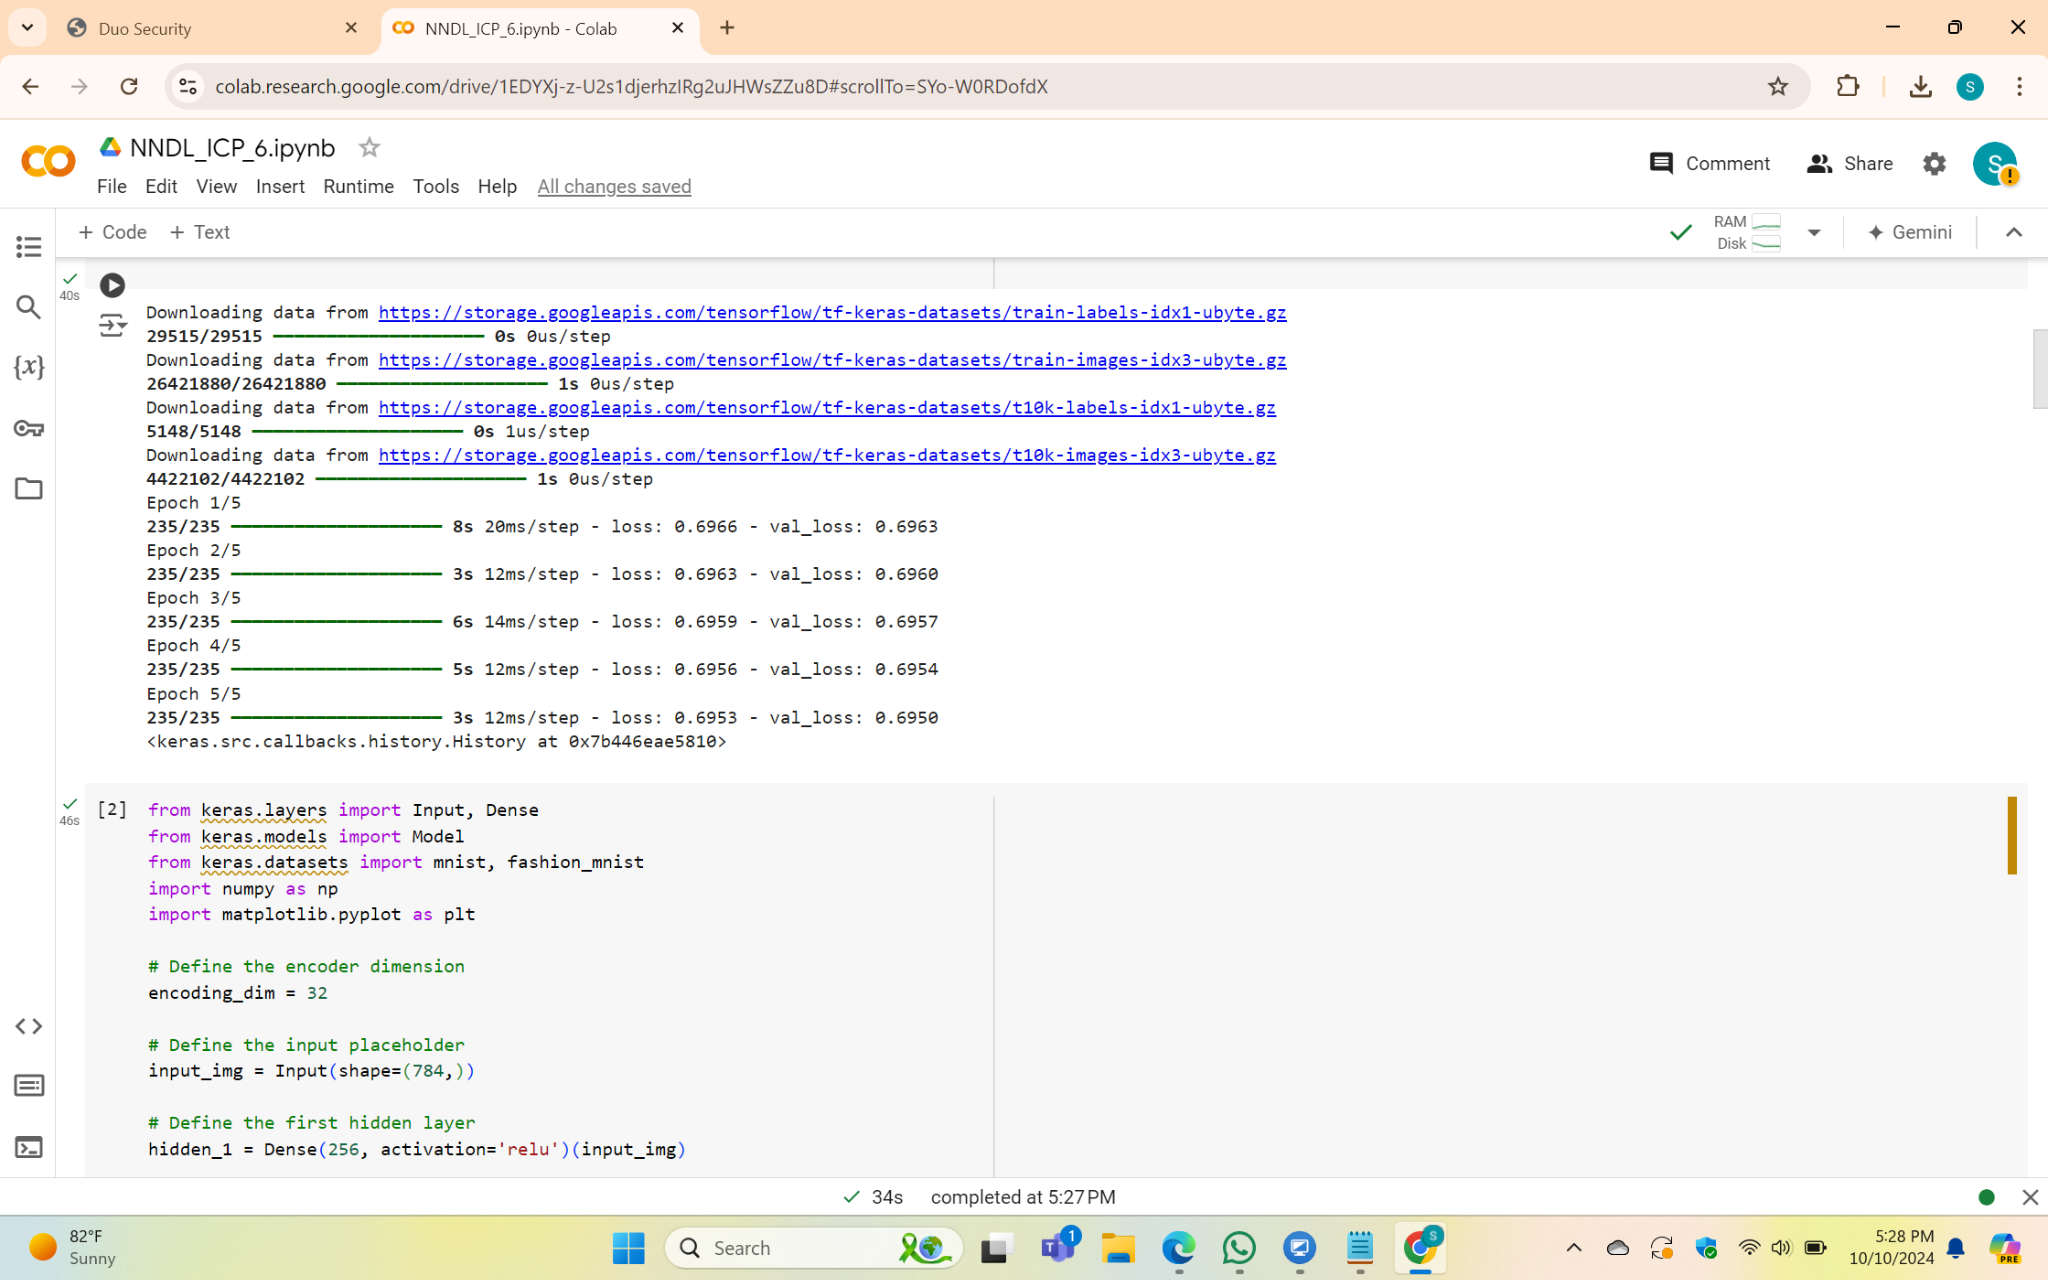 Duo Security
NNDL_ICP_6.ipynb - Colab
colab.research.google.com/drive/1EDYXj-z-U2s1djerhzIRg2uJHWsZZu8D#scrollTo=SYo-W0RDofdX
S
CO
NNDL_ICP_6.ipynb
File Edit View Insert Runtime Tools Help All changes saved
Comment
Share
S
!
+ Code + Text
RAM
Disk
Gemini
40s
Downloading data from https://storage.googleapis.com/tensorflow/tf-keras-datasets/train-labels-idx1-ubyte.gz
29515/29515 ━━━━━━━━━━━━━━━━━━━━ 0s 0us/step
Downloading data from https://storage.googleapis.com/tensorflow/tf-keras-datasets/train-images-idx3-ubyte.gz
26421880/26421880 ━━━━━━━━━━━━━━━━━━━━ 1s 0us/step
Downloading data from https://storage.googleapis.com/tensorflow/tf-keras-datasets/t10k-labels-idx1-ubyte.gz
5148/5148 ━━━━━━━━━━━━━━━━━━━━ 0s 1us/step
Downloading data from https://storage.googleapis.com/tensorflow/tf-keras-datasets/t10k-images-idx3-ubyte.gz
4422102/4422102 ━━━━━━━━━━━━━━━━━━━━ 1s 0us/step
Epoch 1/5
235/235 ━━━━━━━━━━━━━━━━━━━━ 8s 20ms/step - loss: 0.6966 - val_loss: 0.6963
Epoch 2/5
235/235 ━━━━━━━━━━━━━━━━━━━━ 3s 12ms/step - loss: 0.6963 - val_loss: 0.6960
Epoch 3/5
235/235 ━━━━━━━━━━━━━━━━━━━━ 6s 14ms/step - loss: 0.6959 - val_loss: 0.6957
Epoch 4/5
235/235 ━━━━━━━━━━━━━━━━━━━━ 5s 12ms/step - loss: 0.6956 - val_loss: 0.6954
Epoch 5/5
235/235 ━━━━━━━━━━━━━━━━━━━━ 3s 12ms/step - loss: 0.6953 - val_loss: 0.6950
<keras.src.callbacks.history.History at 0x7b446eae5810>
46s
[2] from keras.layers import Input, Dense
from keras.models import Model
from keras.datasets import mnist, fashion_mnist
import numpy as np
import matplotlib.pyplot as plt
# Define the encoder dimension
encoding_dim = 32
# Define the input placeholder
input_img = Input(shape=(784,))
# Define the first hidden layer
hidden_1 = Dense(256, activation='relu')(input_img)
34s completed at 5:27 PM
82°F
Sunny
Search
1
S
5:28 PM
10/10/2024
PRE